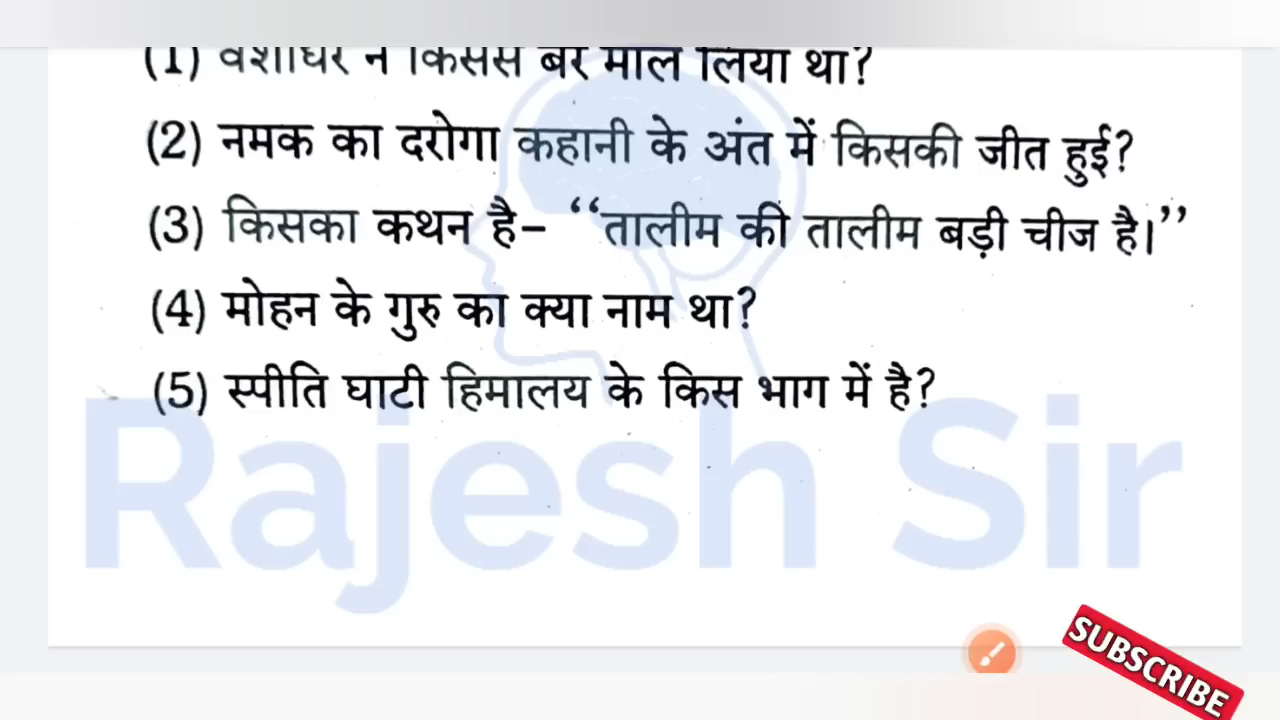 (1) वंशीधर ने किससे बैर मोल लिया था?
(2) नमक का दरोगा कहानी के अंत में किसकी जीत हुई?
(3) किसका कथन है- “तालीम की तालीम बड़ी चीज है।”
(4) मोहन के गुरु का क्या नाम था?
(5) स्पीति घाटी हिमालय के किस भाग में है?
Rajesh Sir
SUBSCRIBE